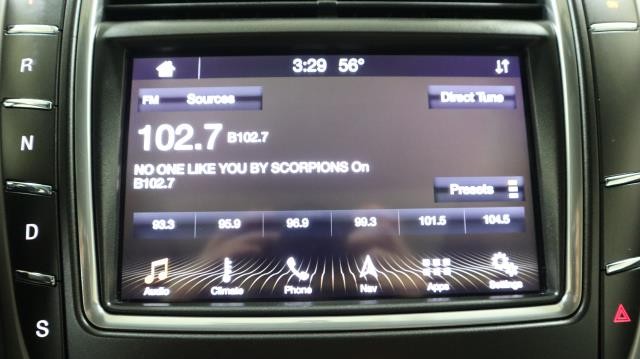 3:29 56°
FM Sources Direct Tune
102.7 B102.7
NO ONE LIKE YOU BY SCORPIONS On
B102.7
Presets
93.3 95.9 96.9 99.3 101.5 104.5
Audio Climate Phone Nav Apps Settings
R
N
D
S